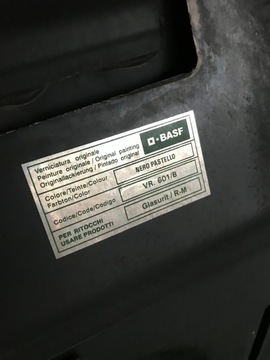 Verniciatura originale
Peinture originale/Original painting
Originallackierung/Pintado original
BASF
Colore/Teinte/Colour
Farbton/Color
NERO PASTELLO
VR. 601/B
Codice/Code/Codigo
Glasurit/R-M
PER RITOCCHI
USARE PRODOTTI